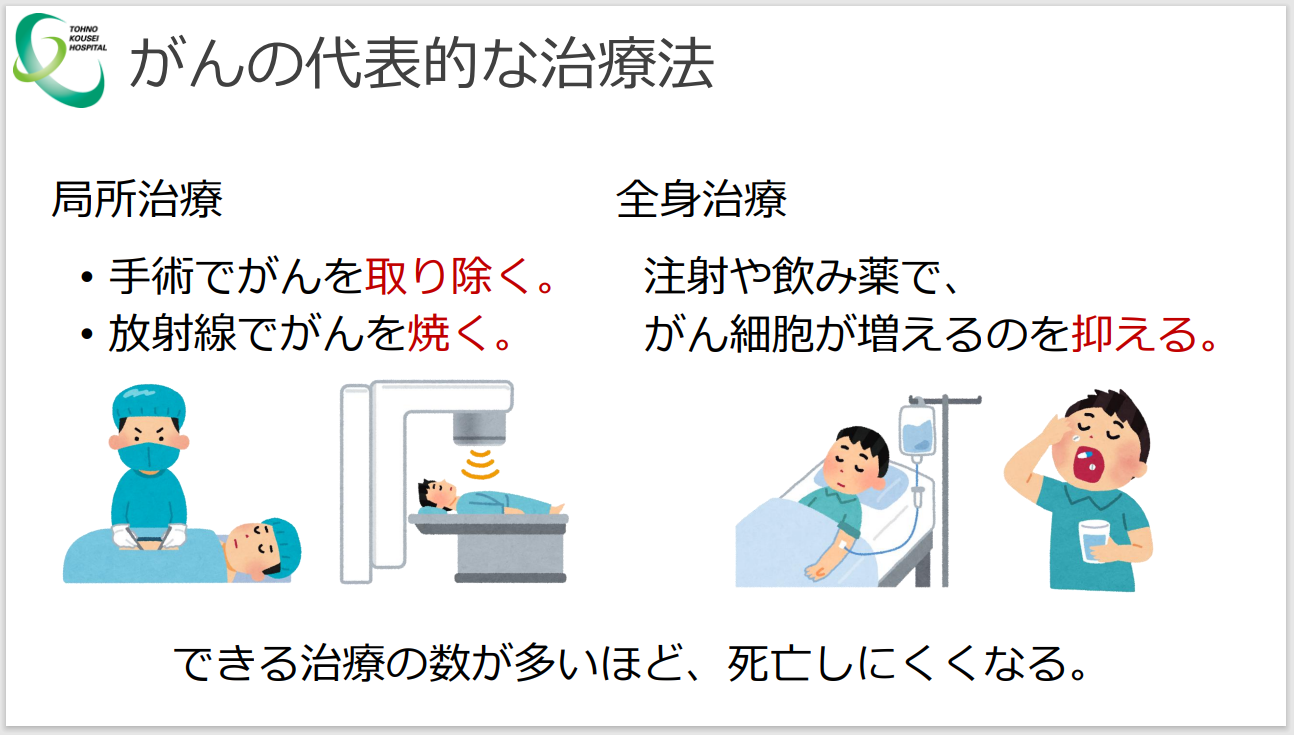 TOHNO
KOUSEI
HOSPITAL
がんの代表的な治療法
局所治療
• 手術でがんを取り除く。
• 放射線でがんを焼く。
全身治療
注射や飲み薬で、
がん細胞が増えるのを抑える。
できる治療の数が多いほど、死亡しにくくなる。